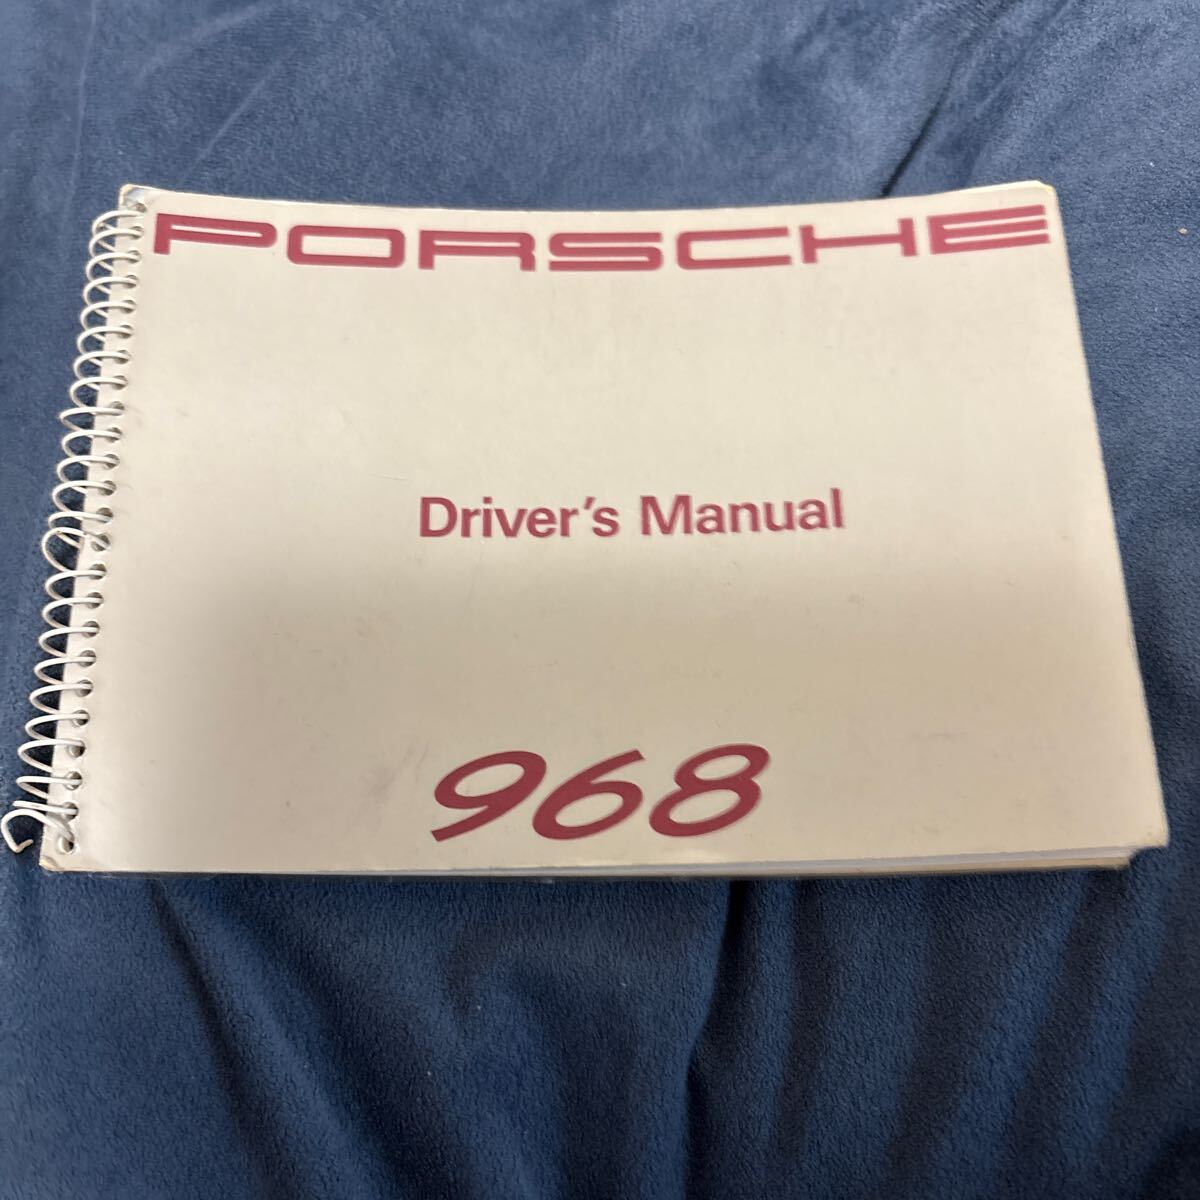 PORSCHE
Driver's Manual
968